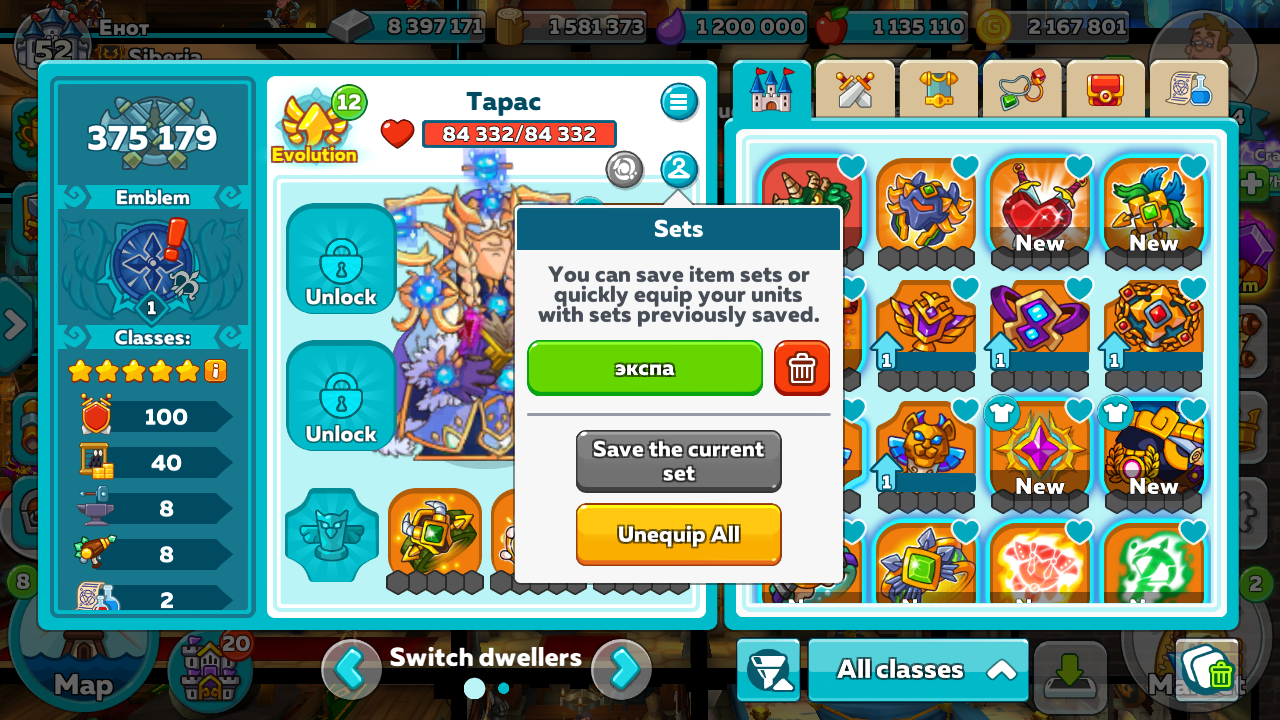 52
Енот
Siberia
8 397 171
1 581 373
1 200 000
1 135 110
2 167 801
375 179
Emblem
1
Classes:
100
40
8
8
2
12
Evolution
Тарас
84 332/84 332
Unlock
Unlock
Sets
You can save item sets or
quickly equip your units
with sets previously saved.
экспа
Save the current
set
Unequip All
New
New
1
1
1
1
New
New
8
20
Map
Switch dwellers
All classes
2